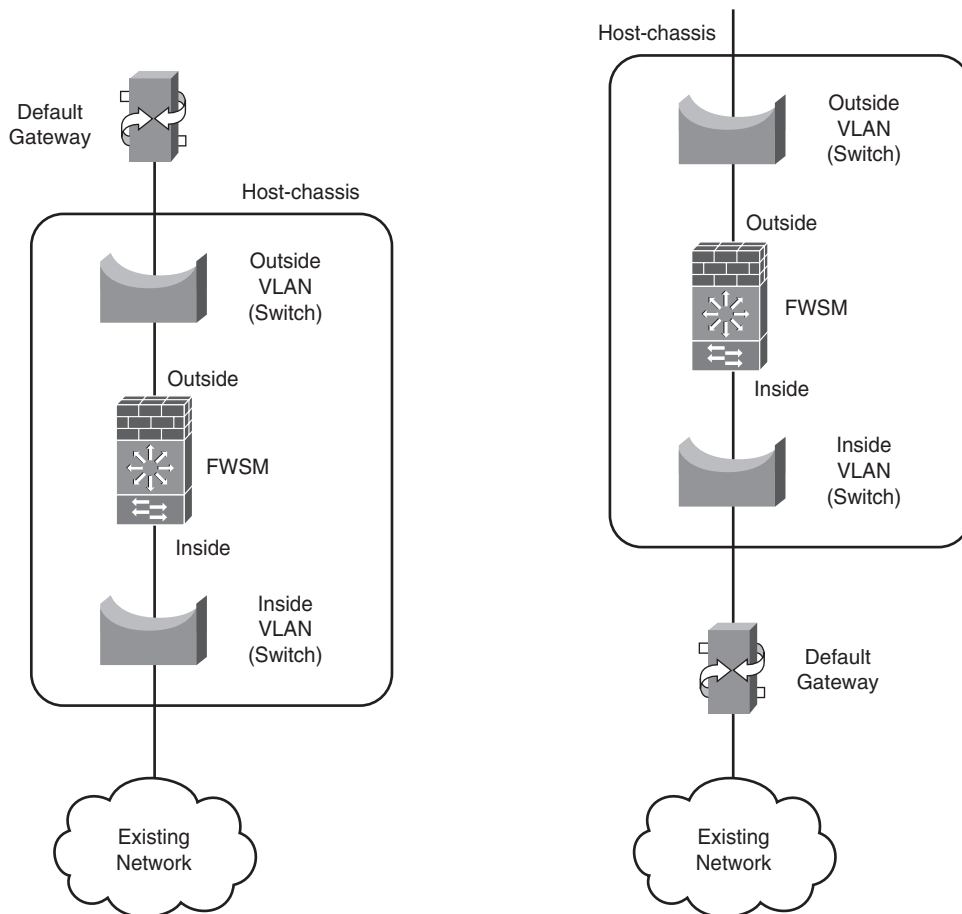 Default
Gateway
Host-chassis
Outside
VLAN
(Switch)
Outside
FWSM
Inside
Inside
VLAN
(Switch)
Existing
Network
Host-chassis
Outside
VLAN
(Switch)
Outside
FWSM
Inside
Inside
VLAN
(Switch)
Default
Gateway
Existing
Network